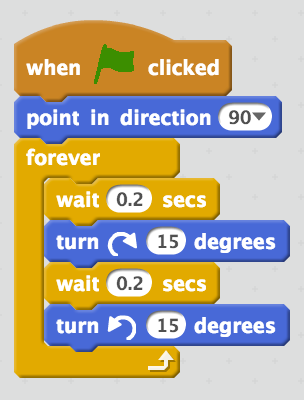 when clicked
point in direction 90
forever
wait 0.2 secs
turn 15 degrees
wait 0.2 secs
turn 15 degrees